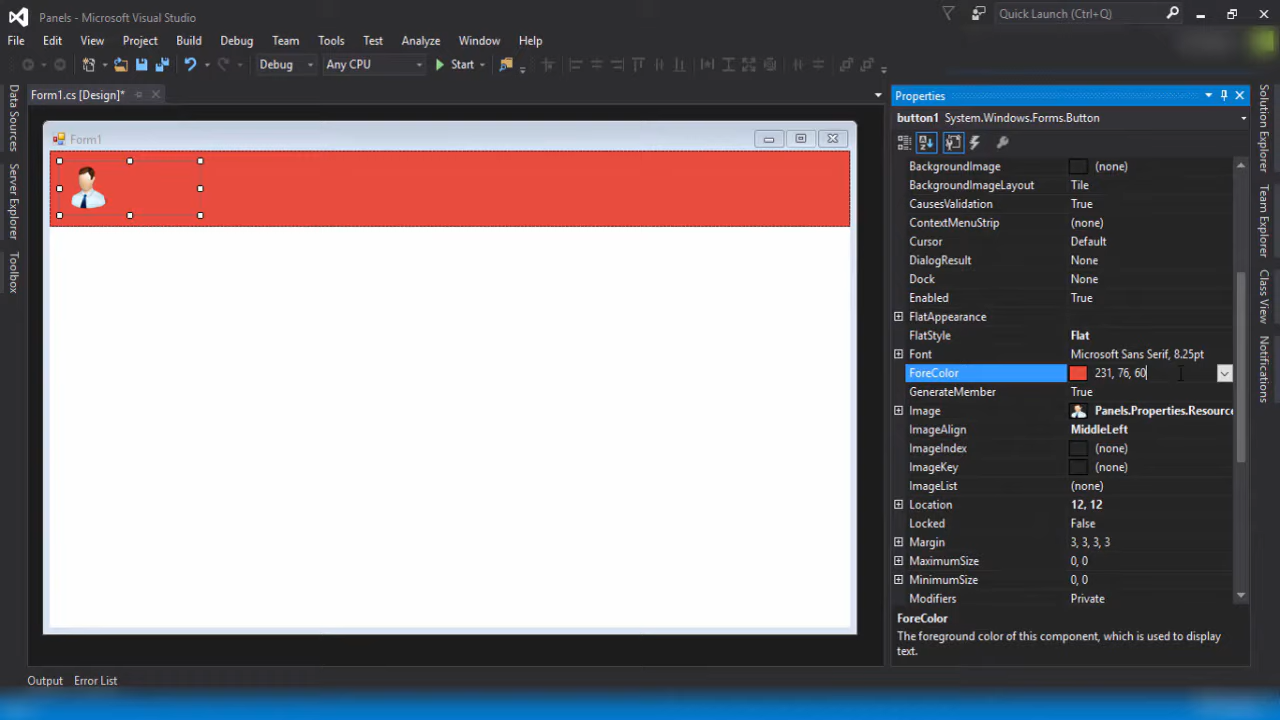 Panels - Microsoft Visual Studio
Quick Launch (Ctrl+Q)
File Edit View Project Build Debug Team Tools Test Analyze Window Help
Debug Any CPU Start
Form1.cs [Design]*
Data Sources
Server Explorer
Toolbox
Form1
Properties
button1 System.Windows.Forms.Button
BackgroundImage (none)
BackgroundImageLayout Tile
CausesValidation True
ContextMenuStrip (none)
Cursor Default
DialogResult None
Dock None
Enabled True
FlatAppearance
FlatStyle Flat
Font Microsoft Sans Serif, 8.25pt
ForeColor 231, 76, 60
GenerateMember True
Image Panels.Properties.Resourc
ImageAlign MiddleLeft
ImageIndex (none)
ImageKey (none)
ImageList (none)
Location 12, 12
Locked False
Margin 3, 3, 3, 3
MaximumSize 0, 0
MinimumSize 0, 0
Modifiers Private
ForeColor
The foreground color of this component, which is used to display
text.
Solution Explorer
Team Explorer
Class View
Notifications
Output Error List